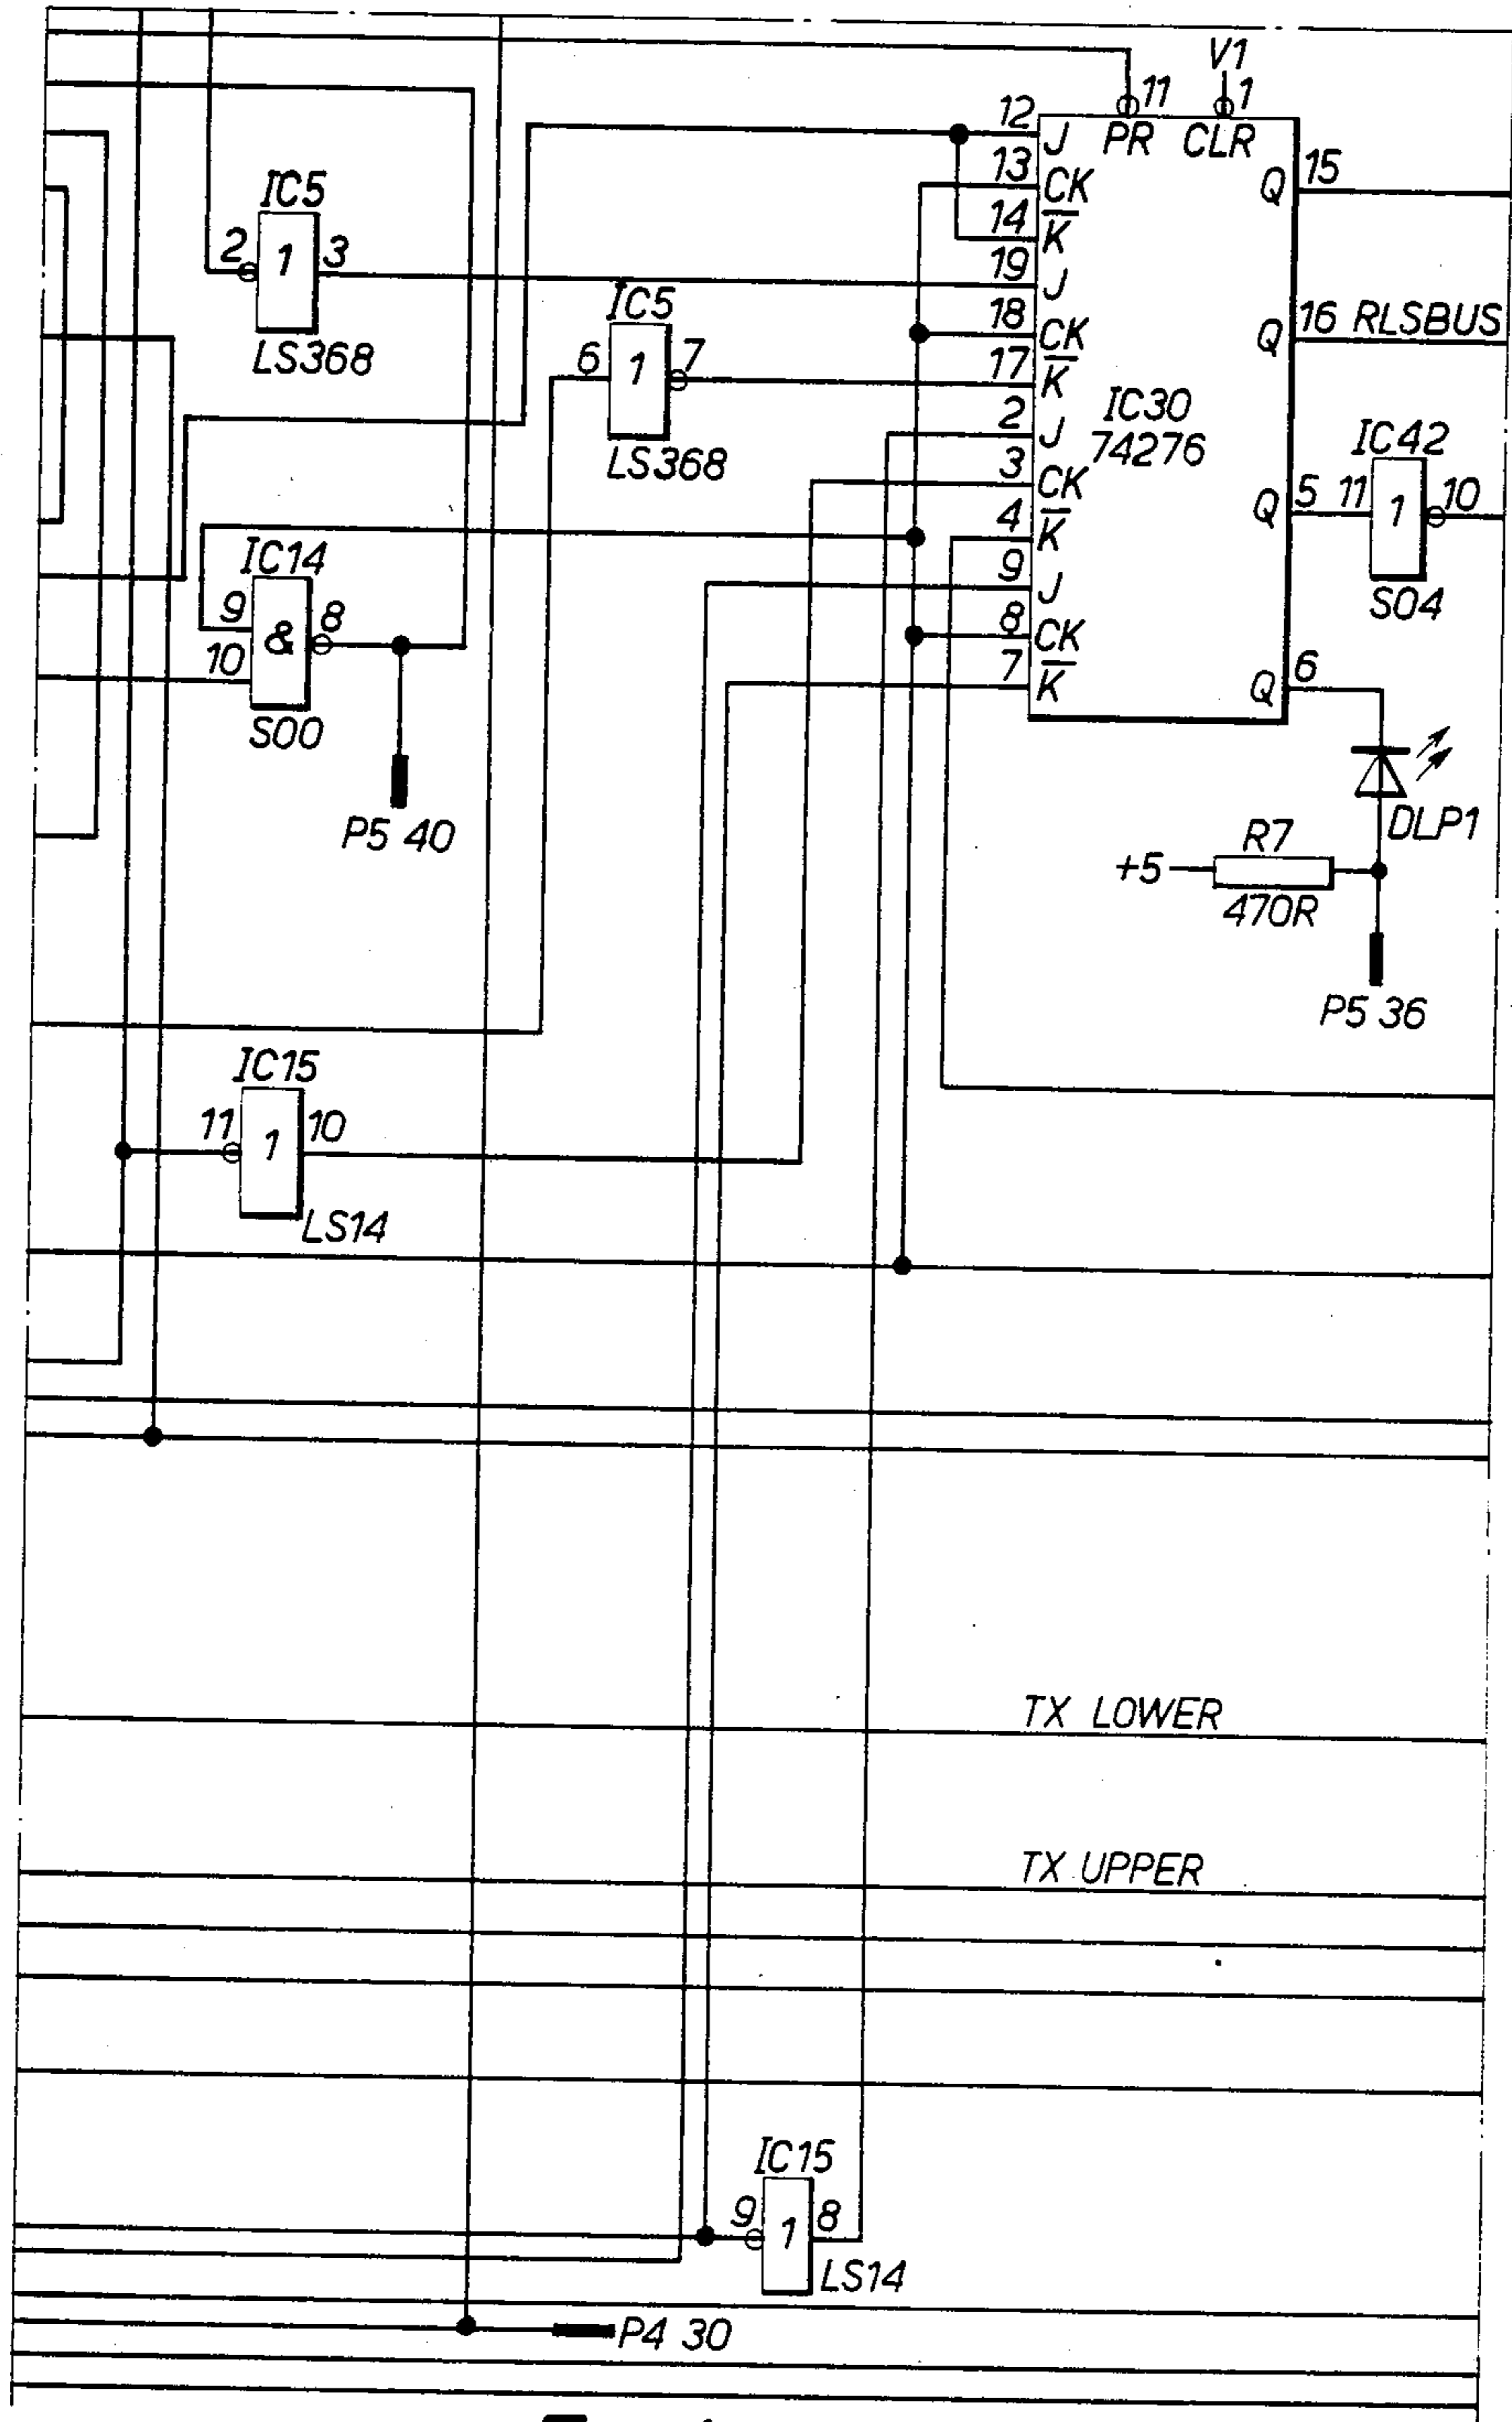 V1
11
1
12
J
PR
CLR
13
CK
Q
15
14
K̅
IC5
2
1
3
19
J
IC5
18
CK
Q
16 RLSBUS
LS368
6
1
7
17
K̅
IC30
74276
2
J
IC42
LS368
3
CK
Q
5
11
1
10
4
K̅
IC14
9
J
S04
9
&
8
8
CK
10
7
K̅
Q
6
S00
P5 40
DLP1
R7
+5
470R
P5 36
IC15
11
1
10
LS14
TX LOWER
TX UPPER
IC15
9
1
8
LS14
P4 30